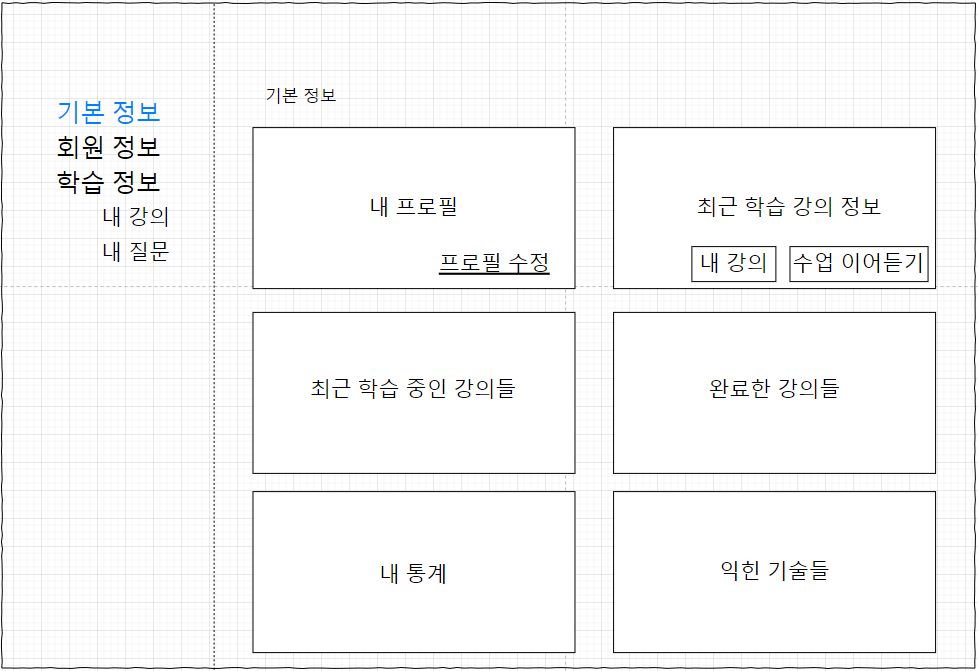 기본 정보
회원 정보
학습 정보
내 강의
내 질문
기본 정보
내 프로필
프로필 수정
최근 학습 강의 정보
내 강의
수업 이어듣기
최근 학습 중인 강의들
완료한 강의들
내 통계
익힌 기술들